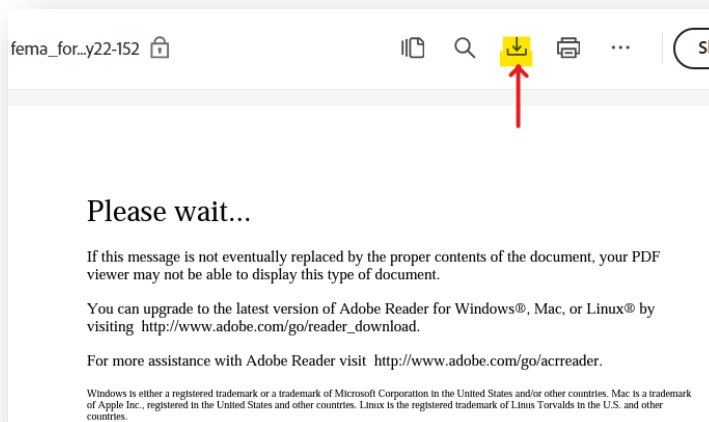 fema_for...y22-152
Please wait...
If this message is not eventually replaced by the proper contents of the document, your PDF
viewer may not be able to display this type of document.
You can upgrade to the latest version of Adobe Reader for Windows®, Mac, or Linux® by
visiting http://www.adobe.com/go/reader_download.
For more assistance with Adobe Reader visit http://www.adobe.com/go/acrreader.
Windows is either a registered trademark or a trademark of Microsoft Corporation in the United States and/or other countries. Mac is a trademark
of Apple Inc., registered in the United States and other countries. Linux is the registered trademark of Linus Torvalds in the U.S. and other
countries.